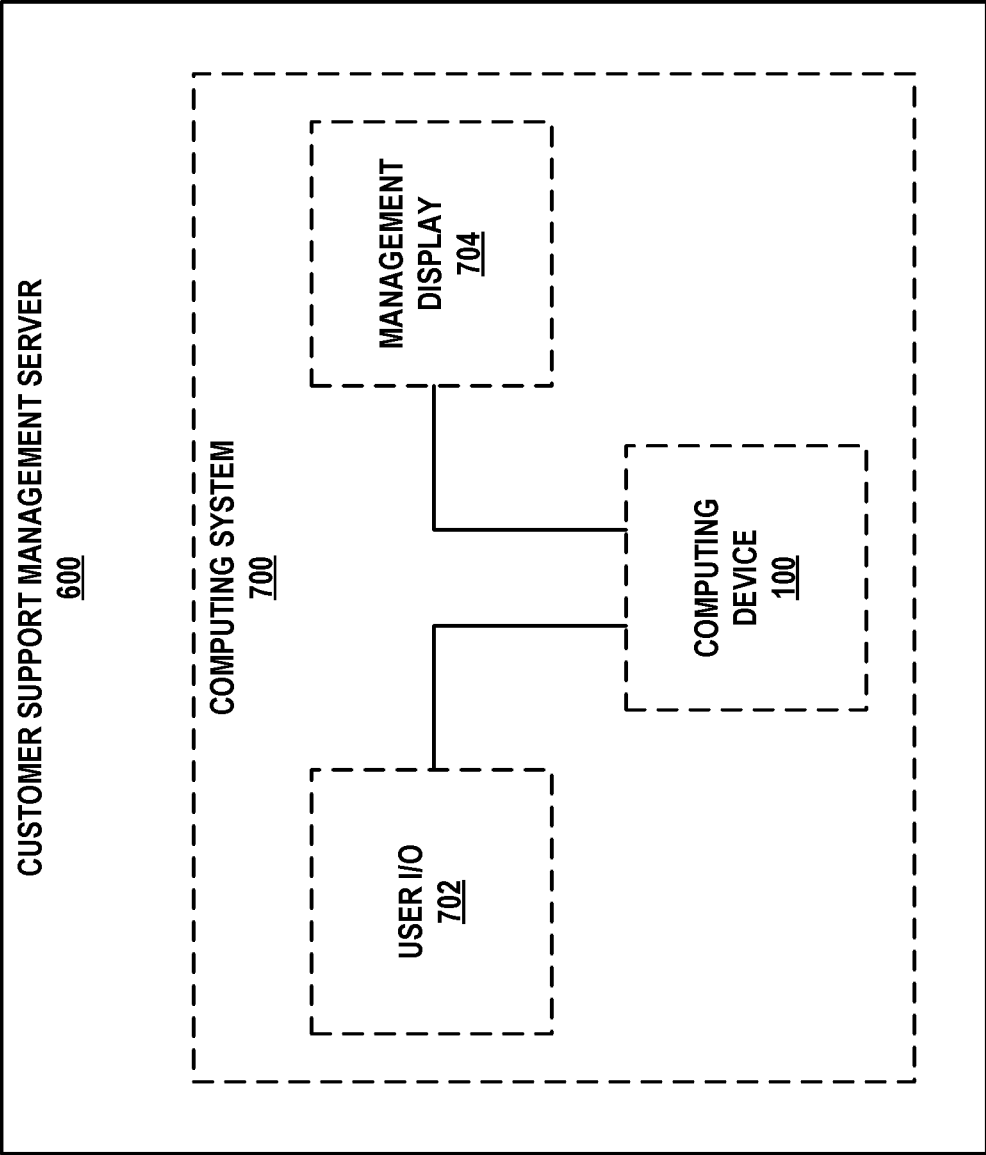 CUSTOMER SUPPORT MANAGEMENT SERVER
600
COMPUTING SYSTEM
700
USER I/O
702
MANAGEMENT
DISPLAY
704
COMPUTING
DEVICE
100